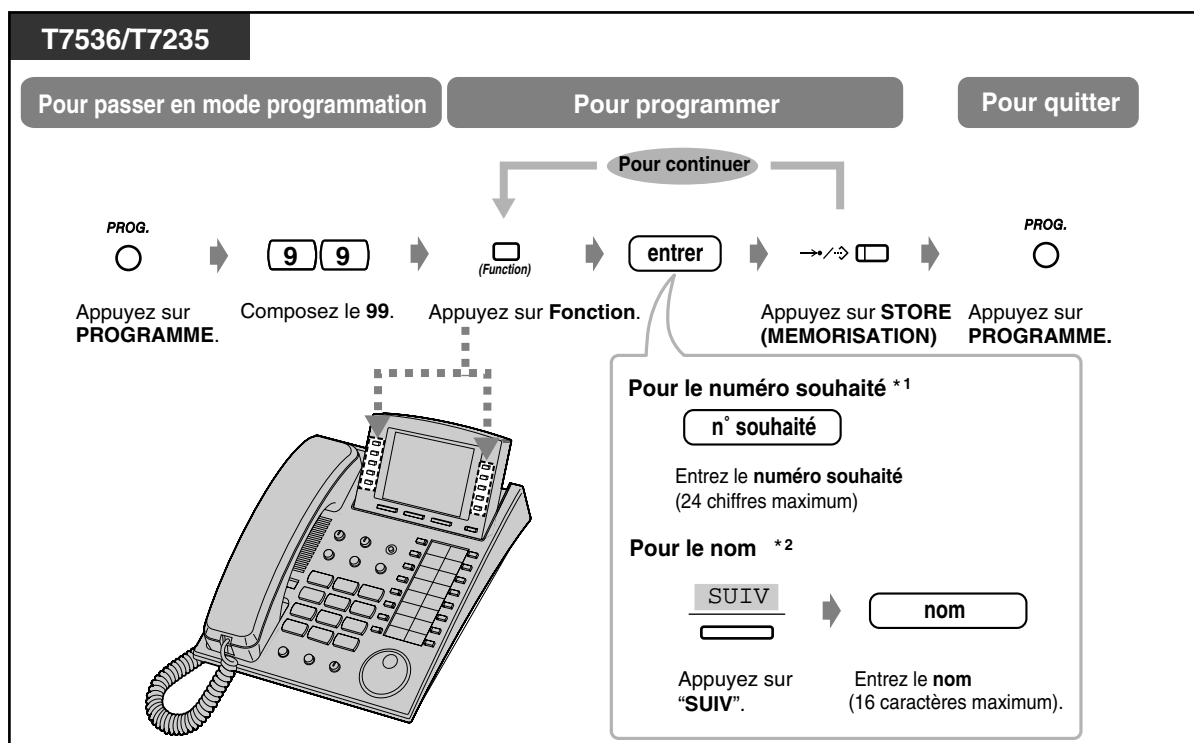 T7536/T7235
Pour passer en mode programmation
Pour programmer
Pour quitter
Pour continuer
PROG.
9 9
(Function)
entrer
PROG.
Appuyez sur
PROGRAMME.
Composez le 99.
Appuyez sur Fonction.
Appuyez sur STORE
(MEMORISATION)
Appuyez sur
PROGRAMME.
Pour le numéro souhaité *1
n° souhaité
Entrez le numéro souhaité
(24 chiffres maximum)
Pour le nom *2
SUIV
nom
Appuyez sur
“SUIV”.
Entrez le nom
(16 caractères maximum).